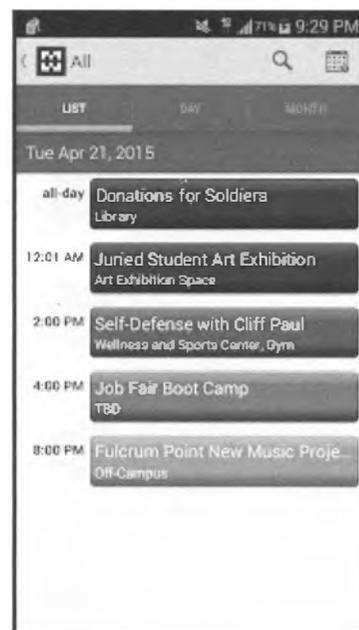 71% 9:29 PM
All
LIST DAY MONTH
Tue Apr 21, 2015
all-day Donations for Soldiers
Library
12:01 AM Juried Student Art Exhibition
Art Exhibition Space
2:00 PM Self-Defense with Cliff Paul
Wellness and Sports Center, Gym
4:00 PM Job Fair Boot Camp
TBD
8:00 PM Fulcrum Point New Music Proje...
Off-Campus